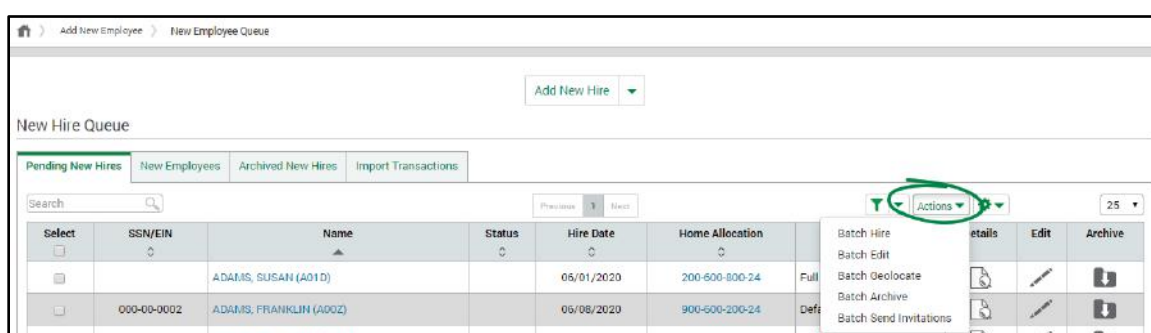 Add New Employee New Employee Queue
Add New Hire
New Hire Queue
Pending New Hires New Employees Archived New Hires Import Transactions
Search Previous 1 Next Actions 25
Select SSN/EIN Name Status Hire Date Home Allocation etails Edit Archive
Batch Hire
Batch Edit
ADAMS, SUSAN (A01D) 06/01/2020 200-600-800-24 Full Batch Geolocate
Batch Archive
000-00-0002 ADAMS, FRANKLIN (A00Z) 06/08/2020 900-600-200-24 Defa Batch Send Invitations